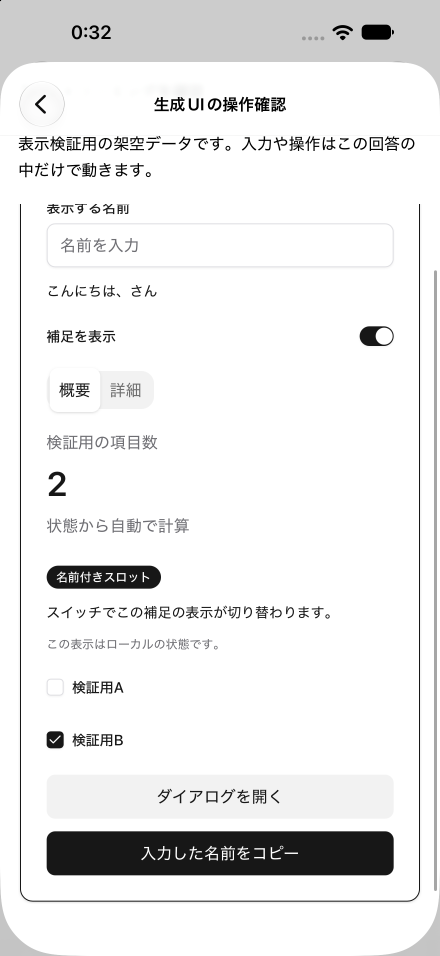 0:32
生成UIの操作確認
表示検証用の架空データです。入力や操作はこの回答の
中だけで動きます。
表示する名前
名前を入力
こんにちは、さん
補足を表示
概要 詳細
検証用の項目数
2
状態から自動で計算
名前付きスロット
スイッチでこの補足の表示が切り替わります。
この表示はローカルの状態です。
検証用A
検証用B
ダイアログを開く
入力した名前をコピー